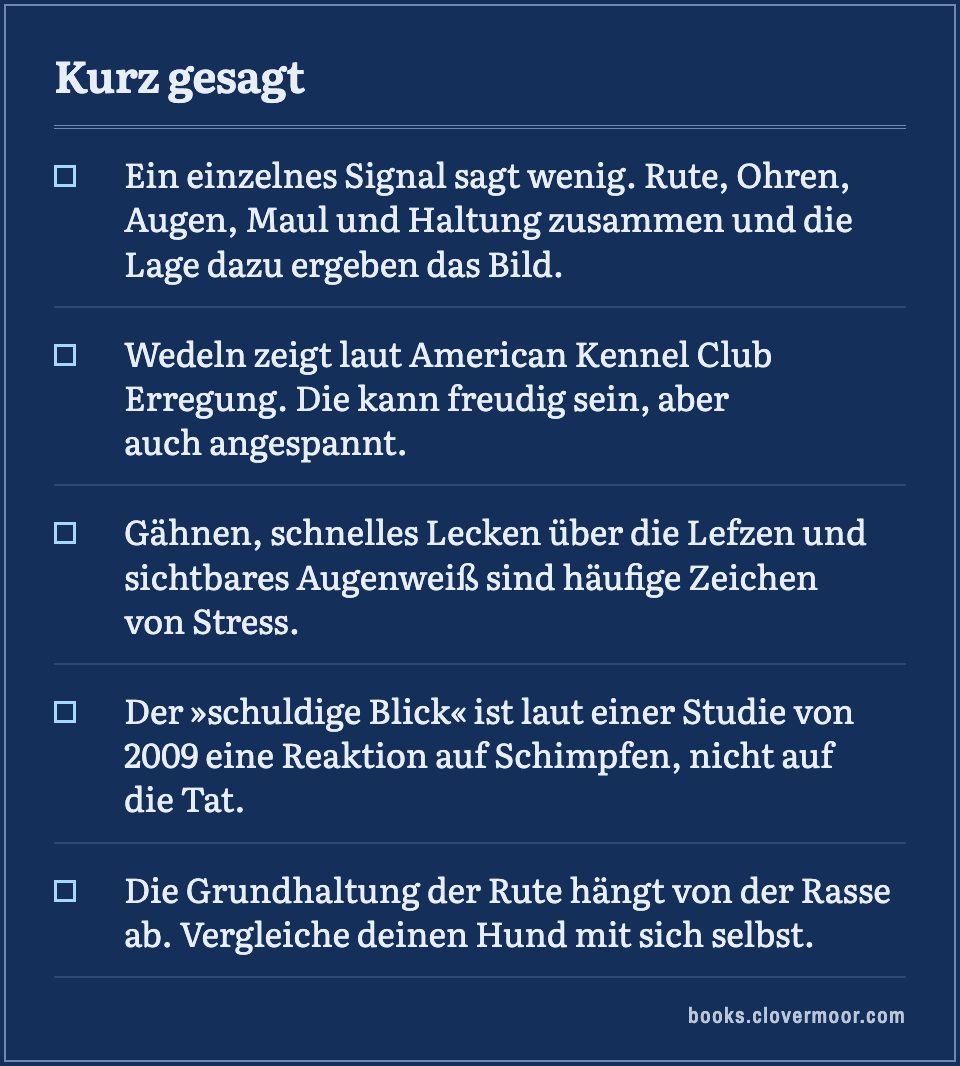 Kurz gesagt
Ein einzelnes Signal sagt wenig. Rute, Ohren,
Augen, Maul und Haltung zusammen und die
Lage dazu ergeben das Bild.
Wedeln zeigt laut American Kennel Club
Erregung. Die kann freudig sein, aber
auch angespannt.
Gähnen, schnelles Lecken über die Lefzen und
sichtbares Augenweiß sind häufige Zeichen
von Stress.
Der »schuldige Blick« ist laut einer Studie von
2009 eine Reaktion auf Schimpfen, nicht auf
die Tat.
Die Grundhaltung der Rute hängt von der Rasse
ab. Vergleiche deinen Hund mit sich selbst.
books.clovermoor.com